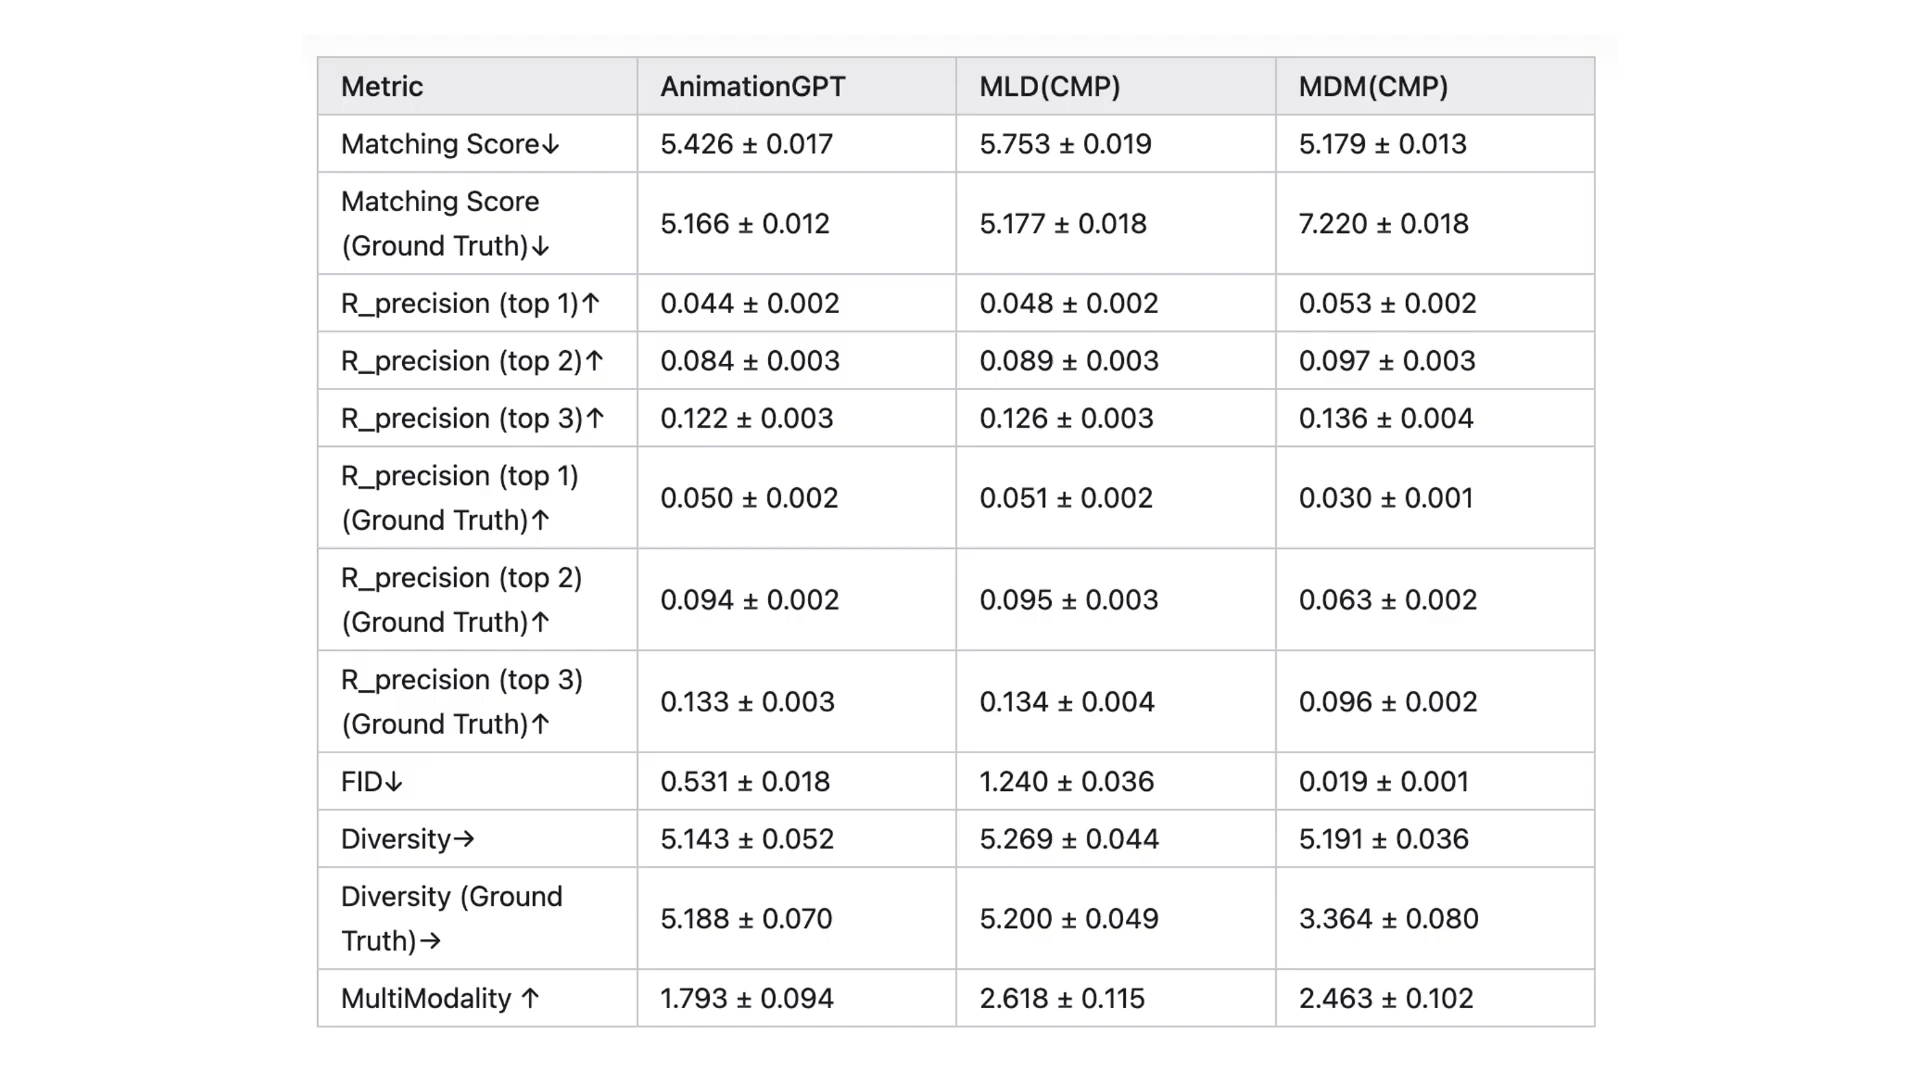 Metric AnimationGPT MLD(CMP) MDM(CMP)
Matching Score↓ 5.426 ± 0.017 5.753 ± 0.019 5.179 ± 0.013
Matching Score
(Ground Truth)↓ 5.166 ± 0.012 5.177 ± 0.018 7.220 ± 0.018
R_precision (top 1)↑ 0.044 ± 0.002 0.048 ± 0.002 0.053 ± 0.002
R_precision (top 2)↑ 0.084 ± 0.003 0.089 ± 0.003 0.097 ± 0.003
R_precision (top 3)↑ 0.122 ± 0.003 0.126 ± 0.003 0.136 ± 0.004
R_precision (top 1)
(Ground Truth)↑ 0.050 ± 0.002 0.051 ± 0.002 0.030 ± 0.001
R_precision (top 2)
(Ground Truth)↑ 0.094 ± 0.002 0.095 ± 0.003 0.063 ± 0.002
R_precision (top 3)
(Ground Truth)↑ 0.133 ± 0.003 0.134 ± 0.004 0.096 ± 0.002
FID↓ 0.531 ± 0.018 1.240 ± 0.036 0.019 ± 0.001
Diversity→ 5.143 ± 0.052 5.269 ± 0.044 5.191 ± 0.036
Diversity (Ground
Truth)→ 5.188 ± 0.070 5.200 ± 0.049 3.364 ± 0.080
MultiModality ↑ 1.793 ± 0.094 2.618 ± 0.115 2.463 ± 0.102